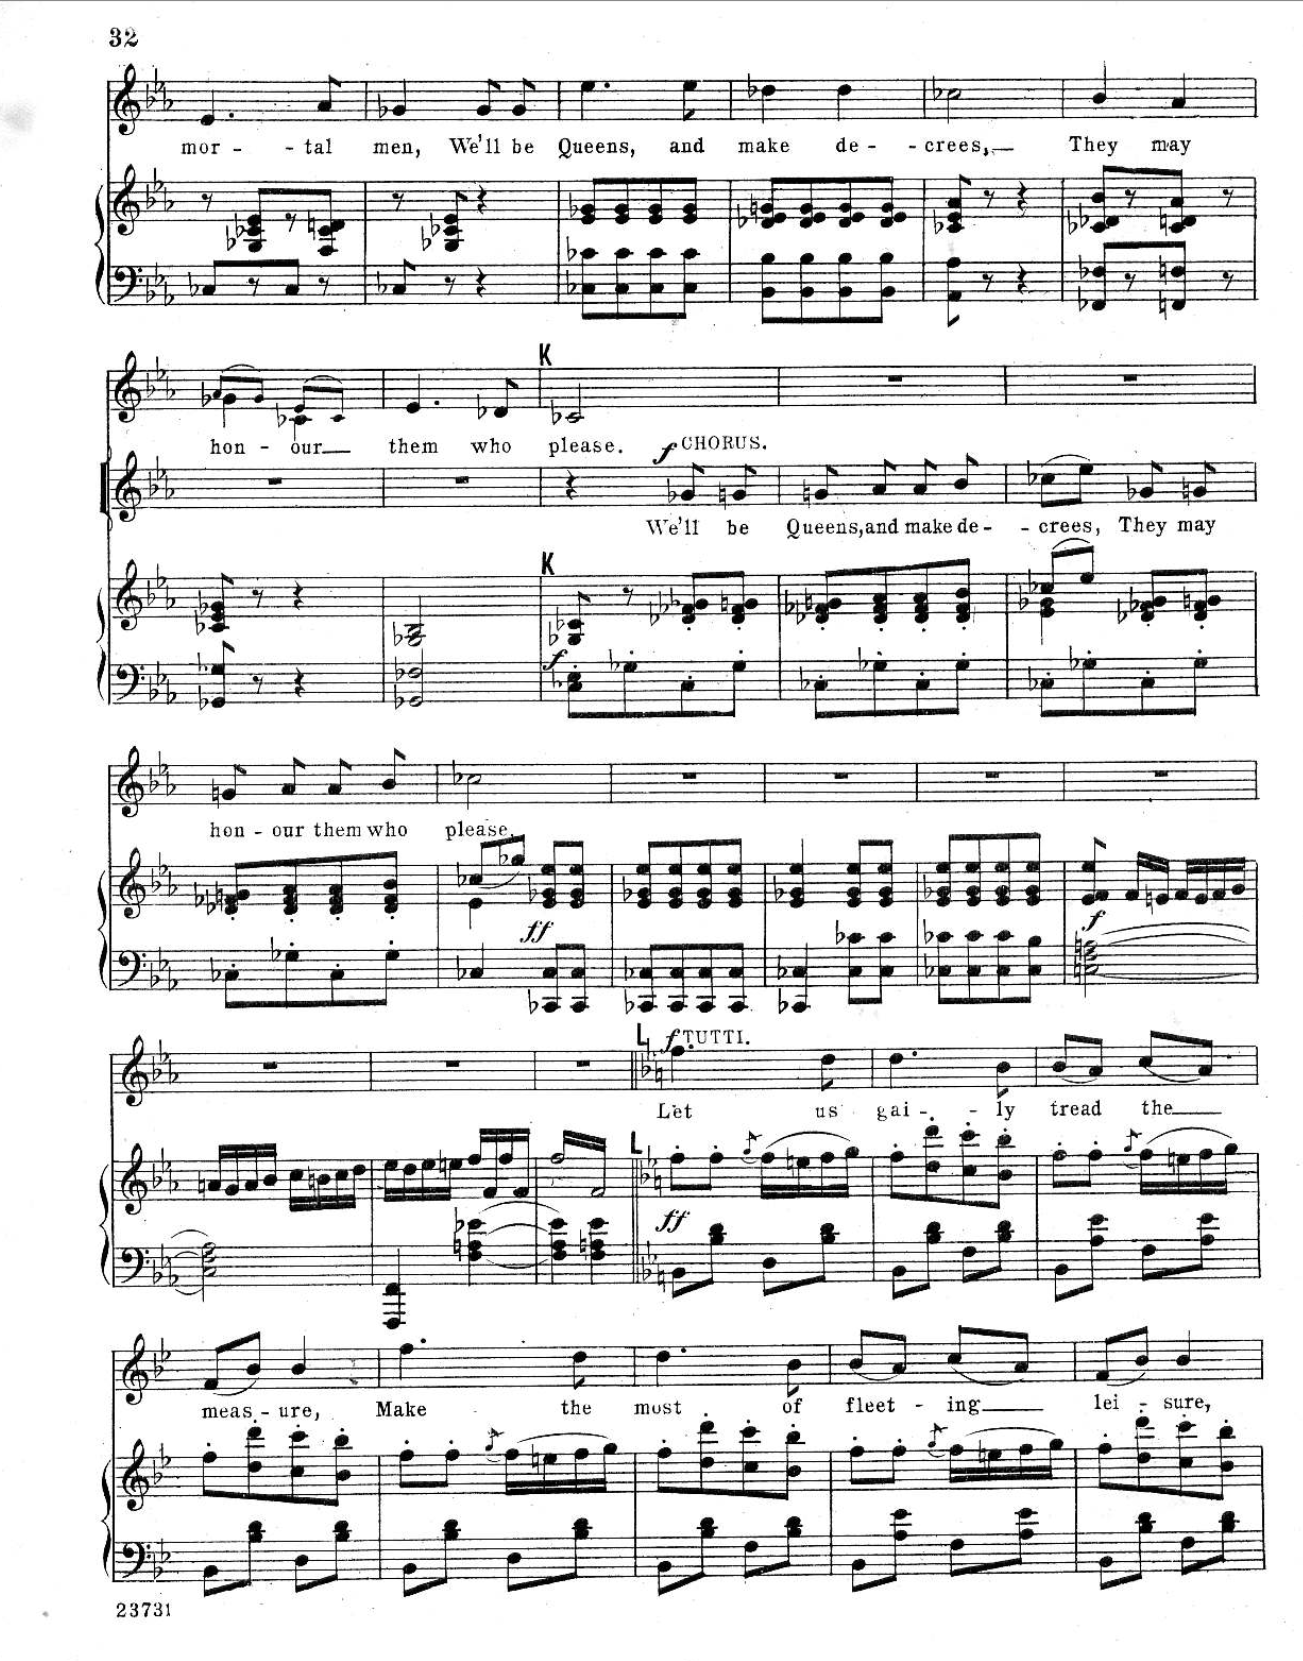 32
mor - - tal men, We'll be Queens, and make de - - crees, They may
K
hon - our them who please.
f CHORUS.
We'll be Queens, and make de - - crees, They may
K
f
hon - our them who please.
ff
f
L f TUTTI.
Let us gai - - ly tread the
L
ff
meas - ure, Make the most of fleet - ing lei - sure,
23731